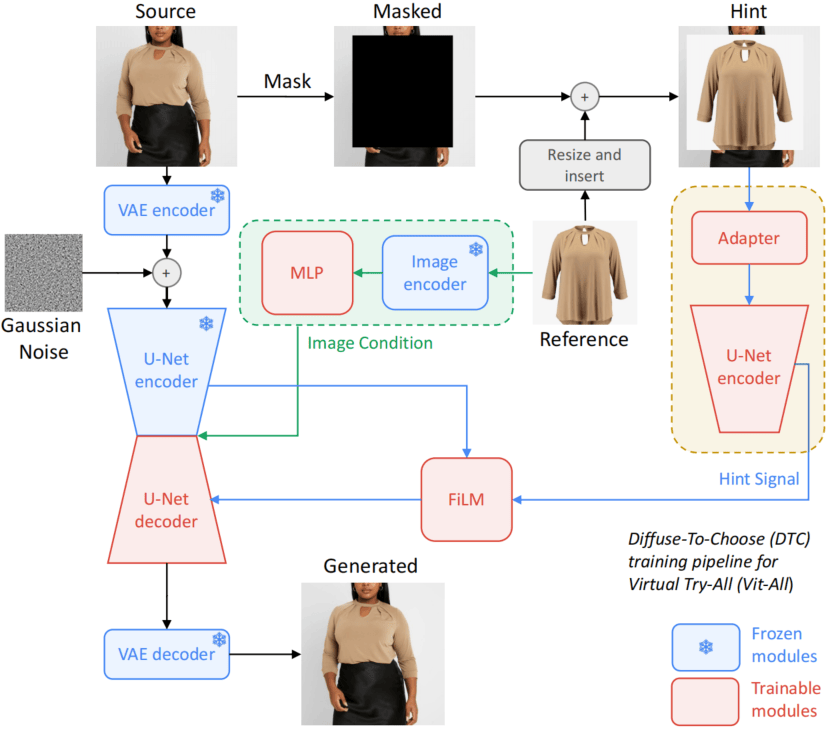 Source
Masked
Hint
Mask
+
Resize and
insert
VAE encoder
Adapter
MLP
Image
encoder
+
Gaussian
Noise
Reference
U-Net
encoder
Image Condition
U-Net
encoder
Hint Signal
U-Net
decoder
FiLM
Diffuse-To-Choose (DTC)
training pipeline for
Virtual Try-All (Vit-All)
Generated
VAE decoder
Frozen
modules
Trainable
modules